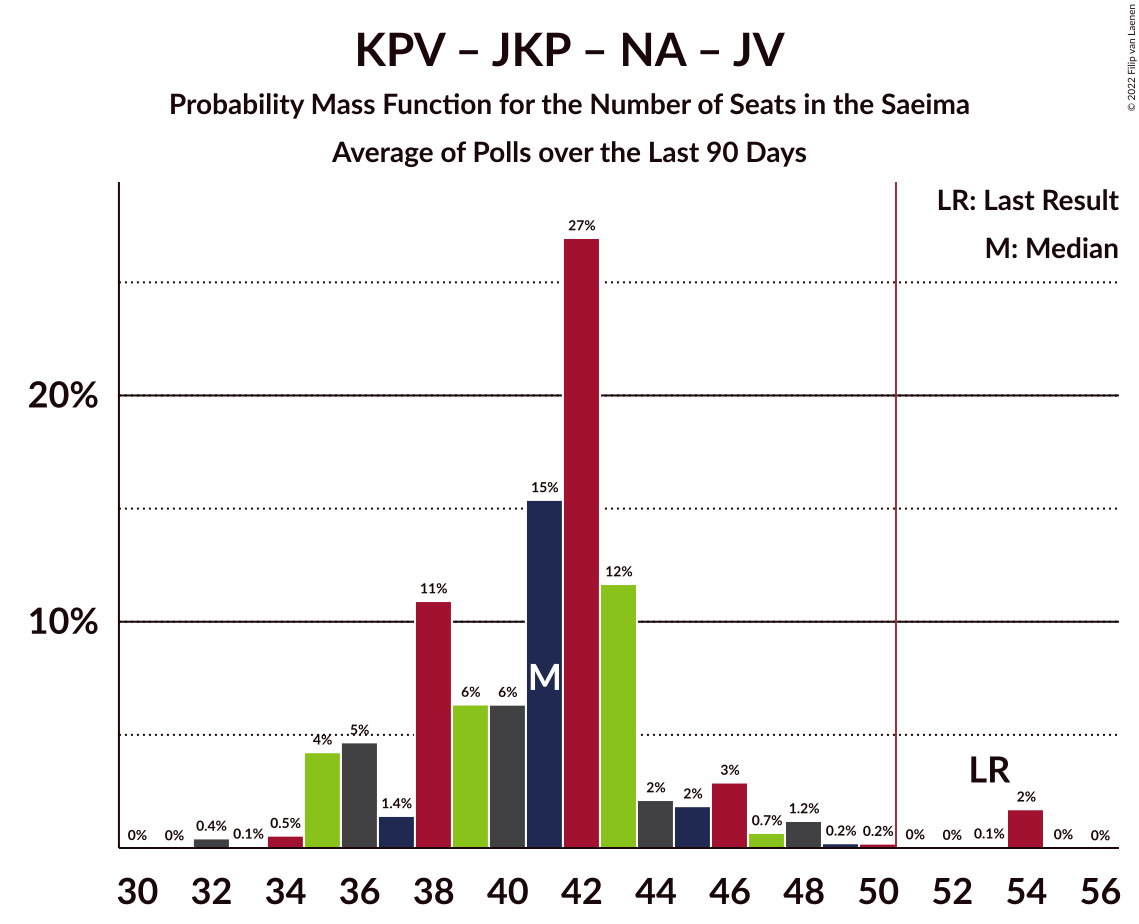 KPV – JKP – NA – JV
Probability Mass Function for the Number of Seats in the Saeima
Average of Polls over the Last 90 Days
© 2022 Filip van Laenen
LR: Last Result
M: Median
20%
10%
0% 0% 0.4% 0.1% 0.5% 4% 5% 1.4% 11% 6% 6% 15% 27% 12% 2% 2% 3% 0.7% 1.2% 0.2% 0.2% 0% 0% 0.1% 2% 0% 0%
M
LR
30 32 34 36 38 40 42 44 46 48 50 52 54 56